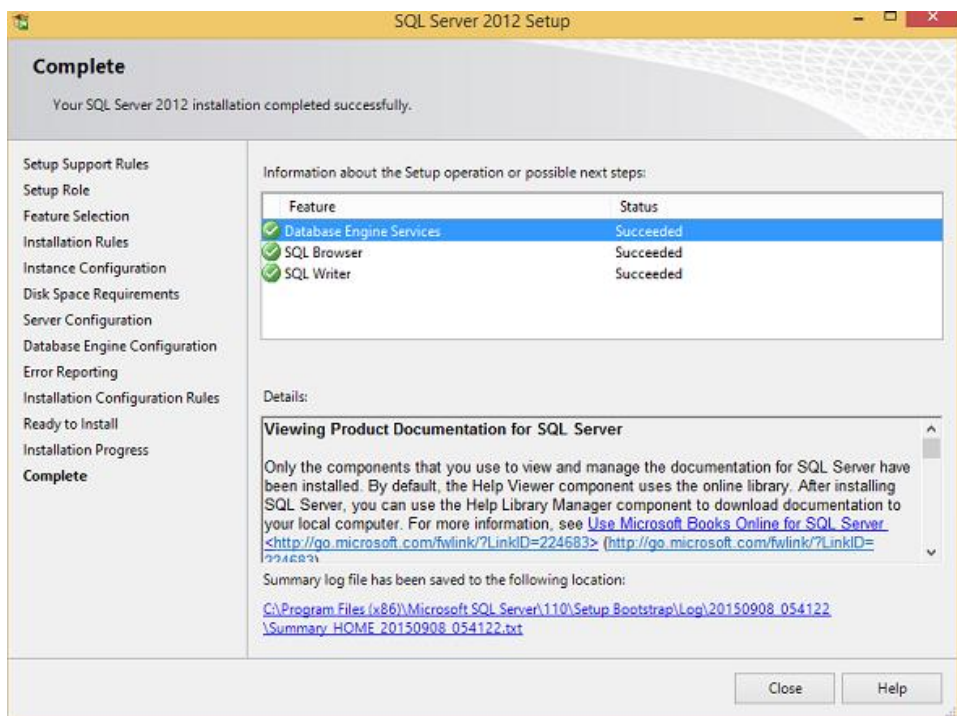 SQL Server 2012 Setup
Complete
Your SQL Server 2012 installation completed successfully.
Setup Support Rules
Setup Role
Feature Selection
Installation Rules
Instance Configuration
Disk Space Requirements
Server Configuration
Database Engine Configuration
Error Reporting
Installation Configuration Rules
Ready to Install
Installation Progress
Complete
Information about the Setup operation or possible next steps:
Feature Status
Database Engine Services Succeeded
SQL Browser Succeeded
SQL Writer Succeeded
Details:
Viewing Product Documentation for SQL Server
Only the components that you use to view and manage the documentation for SQL Server have
been installed. By default, the Help Viewer component uses the online library. After installing
SQL Server, you can use the Help Library Manager component to download documentation to
your local computer. For more information, see Use Microsoft Books Online for SQL Server
<http://go.microsoft.com/fwlink/?LinkID=224683> (http://go.microsoft.com/fwlink/?LinkID=
224683)
Summary log file has been saved to the following location:
C:\Program Files (x86)\Microsoft SQL Server\110\Setup Bootstrap\Log\20150908_054122
\Summary_HOME_20150908_054122.txt
Close Help